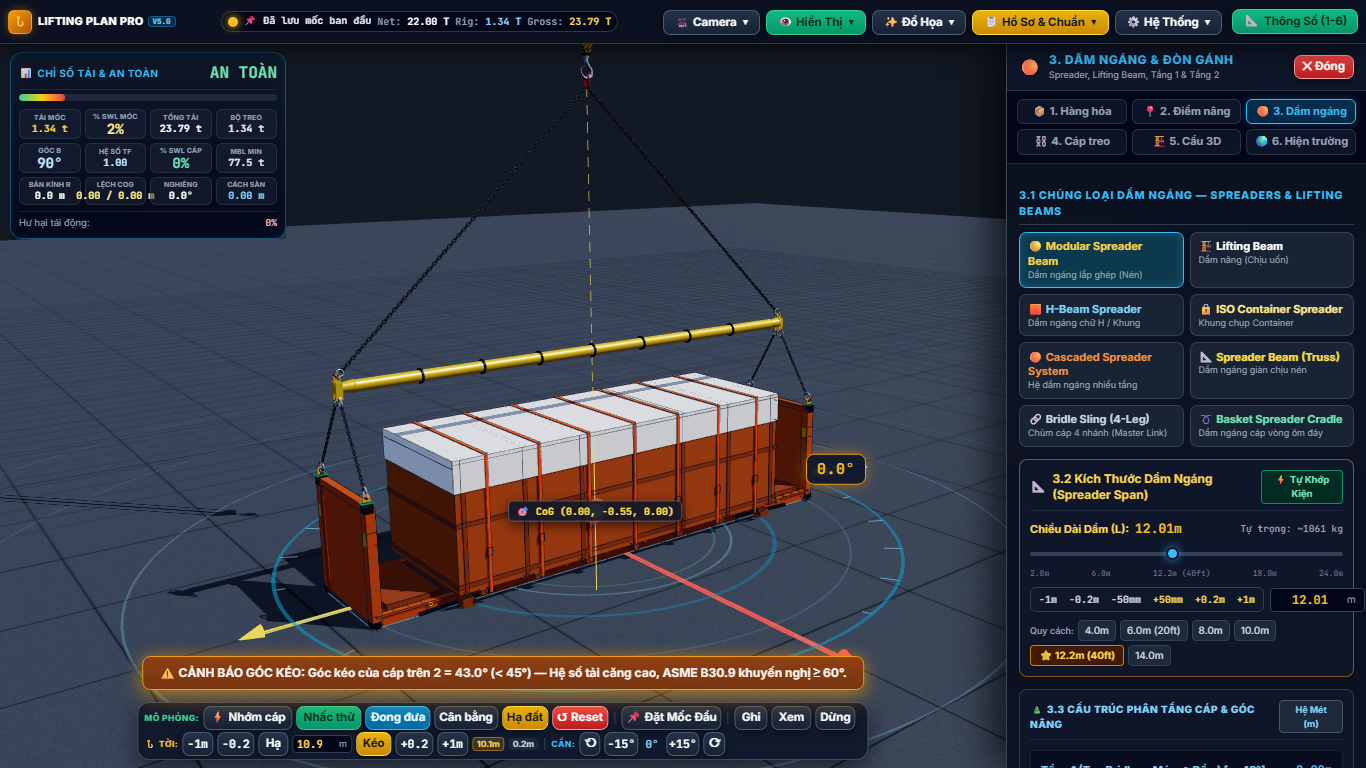 LIFTING PLAN PRO V5.0
Đã lưu mốc ban đầu Net: 22.00 T Rig: 1.34 T Gross: 23.79 T
Camera ▼
Hiển Thị ▼
Đồ Họa ▼
Hồ Sơ & Chuẩn ▼
Hệ Thống ▼
Thông Số (1-6)
CHỈ SỐ TẢI & AN TOÀN AN TOÀN
TẢI MÓC % SWL MÓC TỔNG TẢI BỘ TREO
1.34 t 2% 23.79 t 1.34 t
GÓC B HỆ SỐ TF % SWL CÁP MBL MIN
90° 1.00 0% 77.5 t
BÁN KÍNH R LỆCH COG NGHIÊNG CÁCH SÀN
0.0 m 0.00 / 0.00 m 0.0° 0.00 m
Hư hại tải động: 0%
0.0°
CoG (0.00, -0.55, 0.00)
CẢNH BÁO GÓC KÉO: Góc kéo của cáp trên 2 = 43.0° (< 45°) — Hệ số tải căng cao, ASME B30.9 khuyến nghị ≥ 60°.
MÔ PHỎNG: Nhớm cáp Nhấc thử Đong đưa Cân bằng Hạ đất ↺ Reset Đặt Mốc Đầu Ghi Xem Dừng
TỜI: -1m -0.2 Hạ 10.9 m Kéo +0.2 +1m 10.1m 0.2m CẨN: -15° 0° +15°
3. DẦM NGÁNG & ĐÒN GÁNH
Spreader, Lifting Beam, Tầng 1 & Tầng 2
✕ Đóng
1. Hàng hóa 2. Điểm nâng 3. Dầm ngáng
4. Cáp treo 5. Cẩu 3D 6. Hiện trường
3.1 CHỦNG LOẠI DẦM NGÁNG — SPREADERS & LIFTING
BEAMS
Modular Spreader
Beam
Dầm ngáng lắp ghép (Nén)
Lifting Beam
Dầm nâng (Chịu uốn)
H-Beam Spreader
Dầm ngáng chữ H / Khung
ISO Container Spreader
Khung chụp Container
Cascaded Spreader
System
Hệ dầm ngáng nhiều tầng
Spreader Beam (Truss)
Dầm ngáng giàn chịu nén
Bridle Sling (4-Leg)
Chùm cáp 4 nhánh (Master Link)
Basket Spreader Cradle
Dầm ngáng cáp vòng ôm đáy
3.2 Kích Thước Dầm Ngáng
(Spreader Span)
Tự Khớp
Kiện
Chiều Dài Dầm (L): 12.01m Tự trọng: ~1061 kg
2.0m 6.0m 12.2m (40ft) 18.0m 24.0m
-1m -0.2m -50mm +50mm +0.2m +1m 12.01 m
Quy cách: 4.0m 6.0m (20ft) 8.0m 10.0m
12.2m (40ft) 14.0m
3.3 CẤU TRÚC PHÂN TẦNG CÁP & GÓC
NÂNG
Hệ Mét
(m)